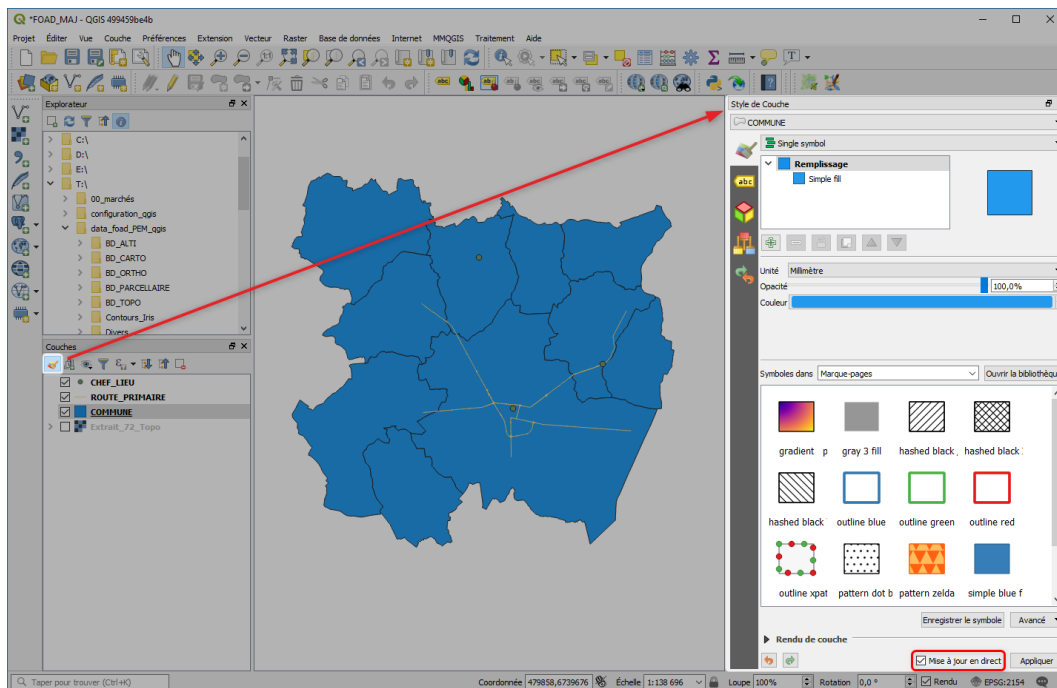 *FOAD_MAJ - QGIS 499459be4b
Projet Éditer Vue Couche Préférences Extension Vecteur Raster Base de données Internet MMQGIS Traitement Aide
Explorateur
C:\
D:\
E:\
T:\
00_marchés
configuration_qgis
data_foad_PEM_qgis
BD_ALTI
BD_CARTO
BD_ORTHO
BD_PARCELLAIRE
BD_TOPO
Contours_Iris
Divers
Couches
CHEF_LIEU
ROUTE_PRIMAIRE
COMMUNE
Extrait_72_Topo
Style de Couche
COMMUNE
Single symbol
Remplissage
Simple fill
abc
Unité Millimètre
Opacité 100,0%
Couleur
Symboles dans Marque-pages Ouvrir la bibliothèqu
gradient p gray 3 fill hashed black hashed black
hashed black outline blue outline green outline red
outline xpat pattern dot b pattern zelda simple blue f
Enregistrer le symbole Avancé
Rendu de couche
Mise à jour en direct Appliquer
Taper pour trouver (Ctrl+K) Coordonnée 479858,6739676 Échelle 1:138 696 Loupe 100% Rotation 0,0 ° Rendu EPSG:2154